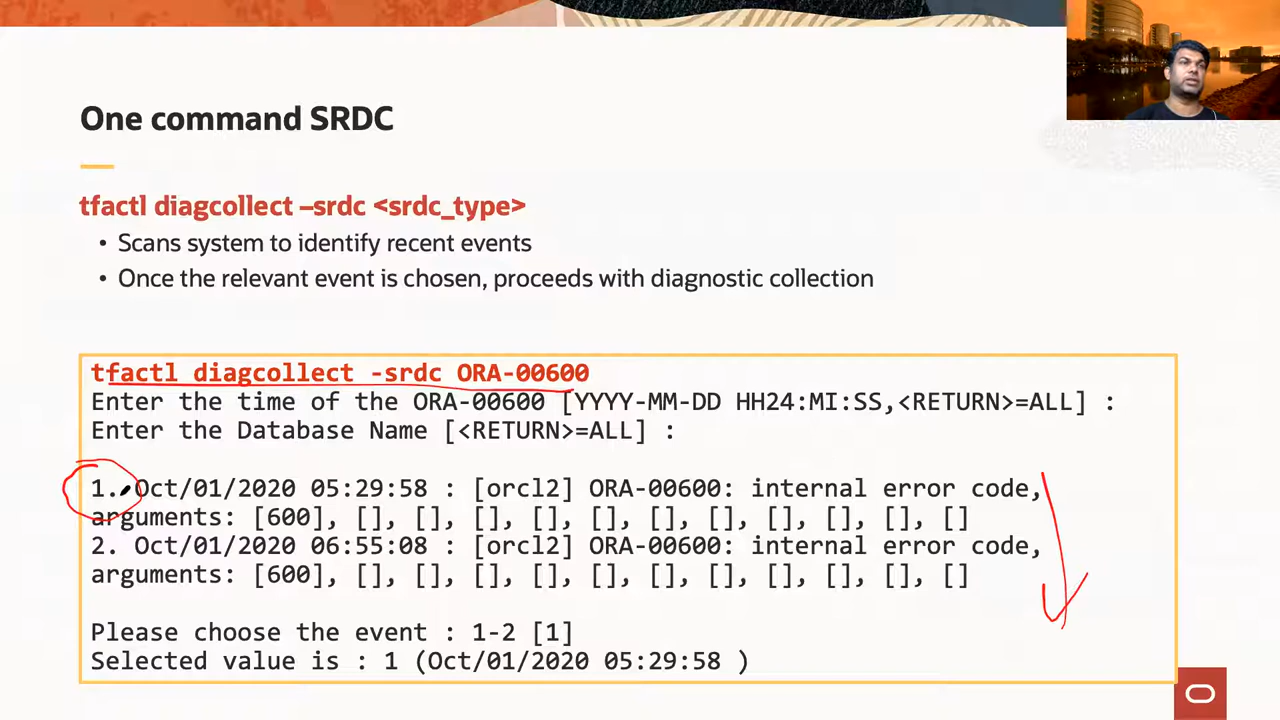 One command SRDC
tfactl diagcollect –srdc <srdc_type>
• Scans system to identify recent events
• Once the relevant event is chosen, proceeds with diagnostic collection
tfactl diagcollect -srdc ORA-00600
Enter the time of the ORA-00600 [YYYY-MM-DD HH24:MI:SS,<RETURN>=ALL] :
Enter the Database Name [<RETURN>=ALL] :
1. Oct/01/2020 05:29:58 : [orcl2] ORA-00600: internal error code,
arguments: [600], [], [], [], [], [], [], [], [], [], [], []
2. Oct/01/2020 06:55:08 : [orcl2] ORA-00600: internal error code,
arguments: [600], [], [], [], [], [], [], [], [], [], [], []
Please choose the event : 1-2 [1]
Selected value is : 1 (Oct/01/2020 05:29:58 )